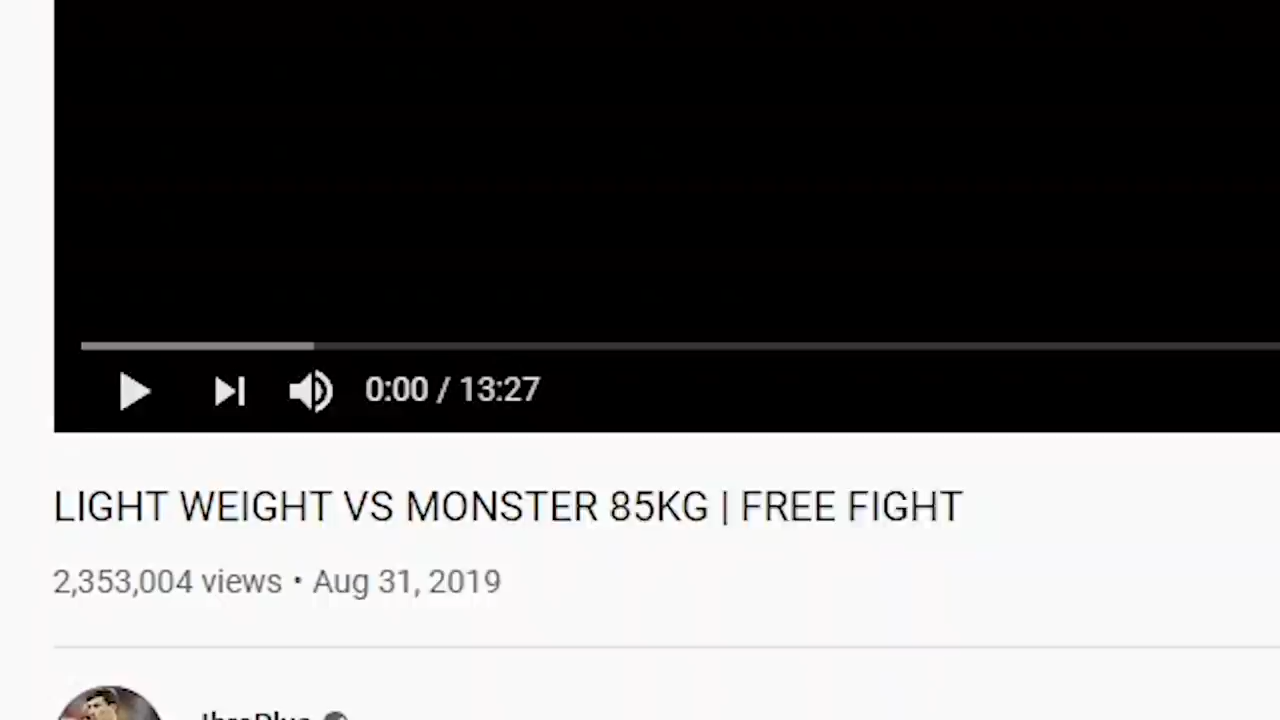 0:00 / 13:27
LIGHT WEIGHT VS MONSTER 85KG | FREE FIGHT
2,353,004 views • Aug 31, 2019